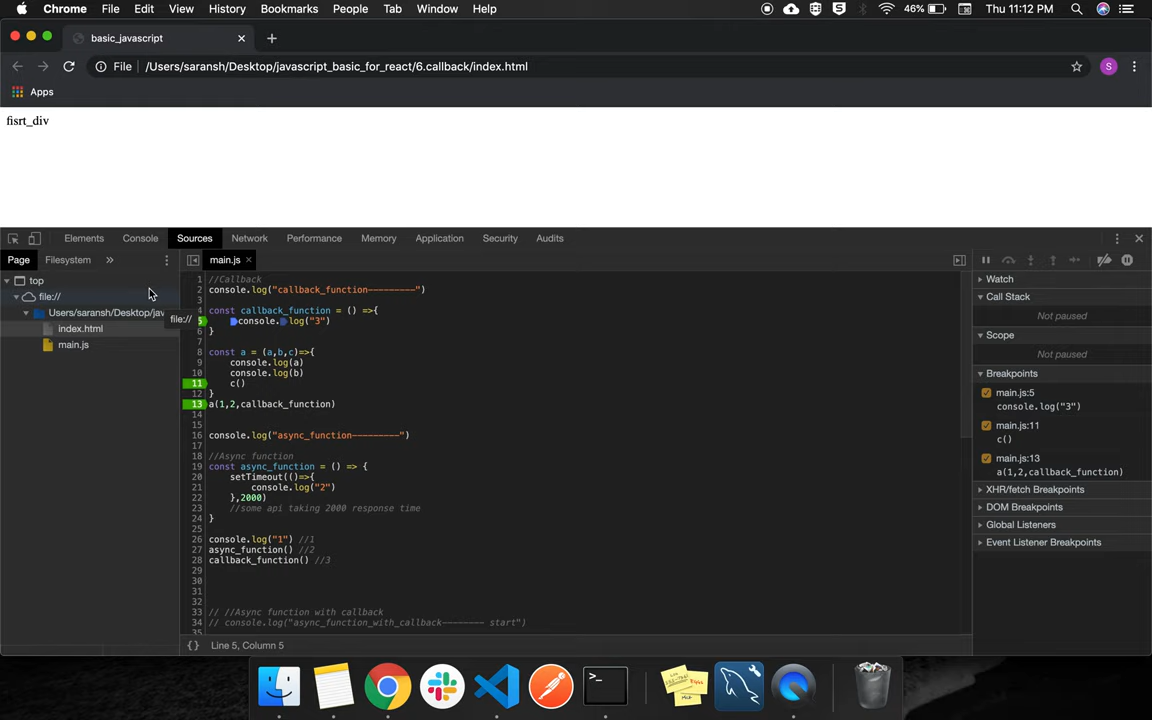 Chrome File Edit View History Bookmarks People Tab Window Help 46% Thu 11:12 PM
basic_javascript
File /Users/saransh/Desktop/javascript_basic_for_react/6.callback/index.html S
Apps
fisrt_div
Elements Console Sources Network Performance Memory Application Security Audits
Page Filesystem » main.js
top
file://
Users/saransh/Desktop/jav
file://
index.html
main.js
1 //Callback
2 console.log("callback_function---------")
3
4 const callback_function = () =>{
5 console.log("3")
6 }
7
8 const a = (a,b,c)=>{
9 console.log(a)
10 console.log(b)
11 c()
12 }
13 a(1,2,callback_function)
14
15
16 console.log("async_function---------")
17
18 //Async function
19 const async_function = () => {
20 setTimeout(()=>{
21 console.log("2")
22 },2000)
23 //some api taking 2000 response time
24 }
25
26 console.log("1") //1
27 async_function() //2
28 callback_function() //3
29
30
31
32
33 // //Async function with callback
34 // console.log("async_function_with_callback-------- start")
35
{} Line 5, Column 5
Watch
Call Stack
Not paused
Scope
Not paused
Breakpoints
main.js:5
console.log("3")
main.js:11
c()
main.js:13
a(1,2,callback_function)
XHR/fetch Breakpoints
DOM Breakpoints
Global Listeners
Event Listener Breakpoints